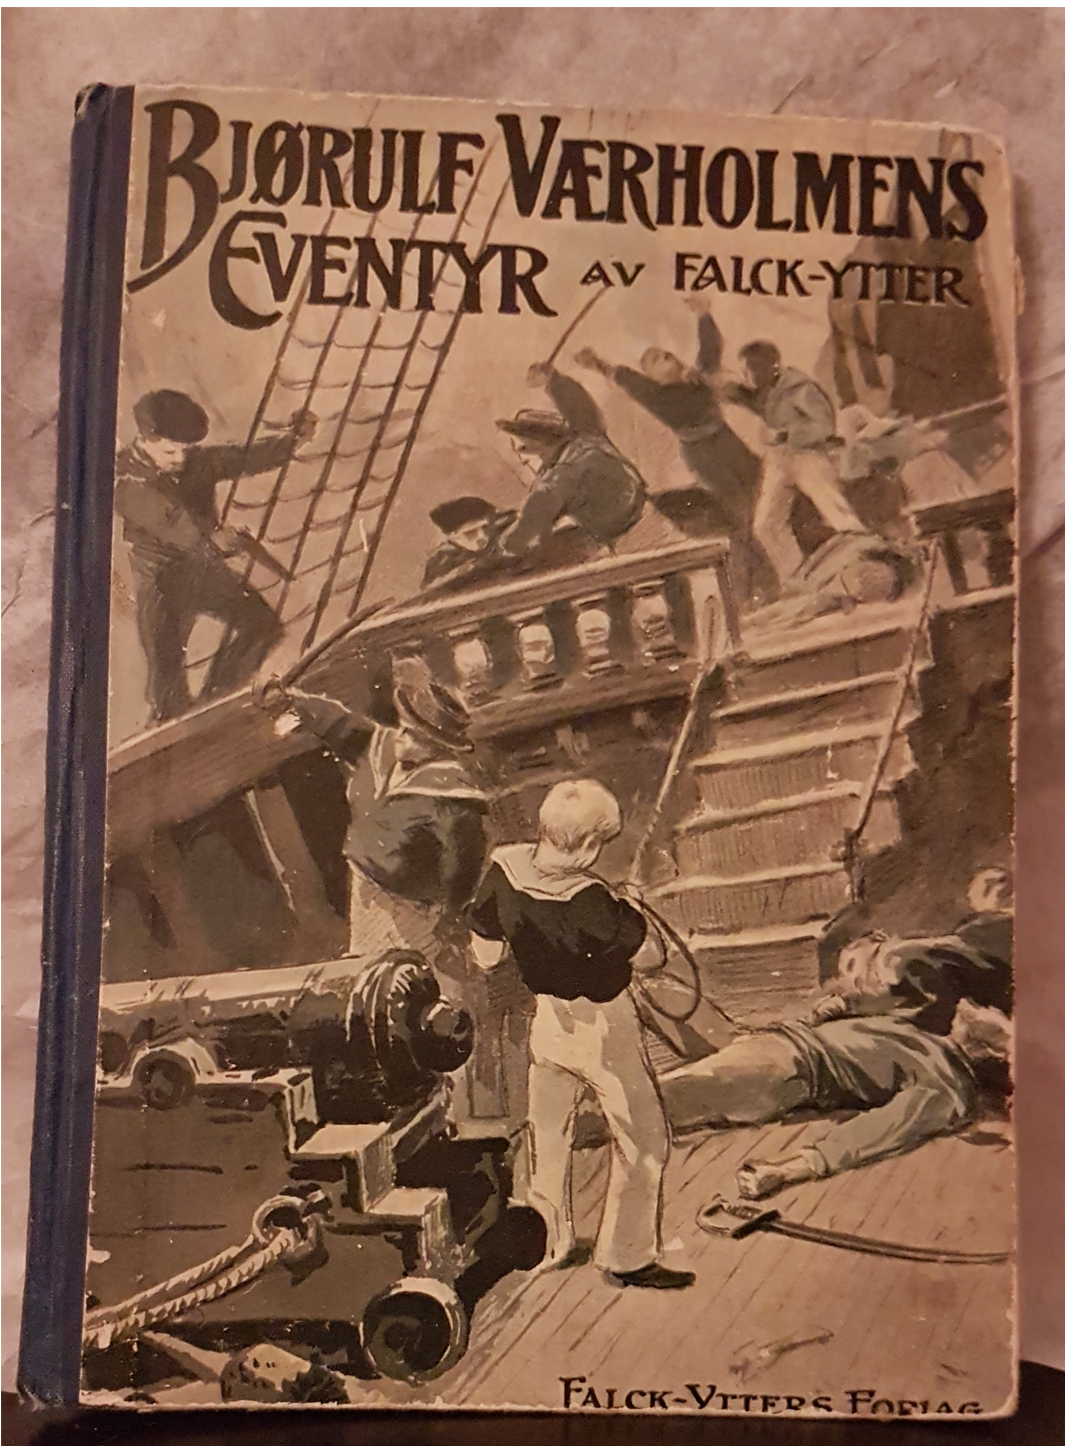 BJØRULF VÆRHOLMENS
EVENTYR AV FALCK-YTTER
FALCK-YTTERS FORLAG